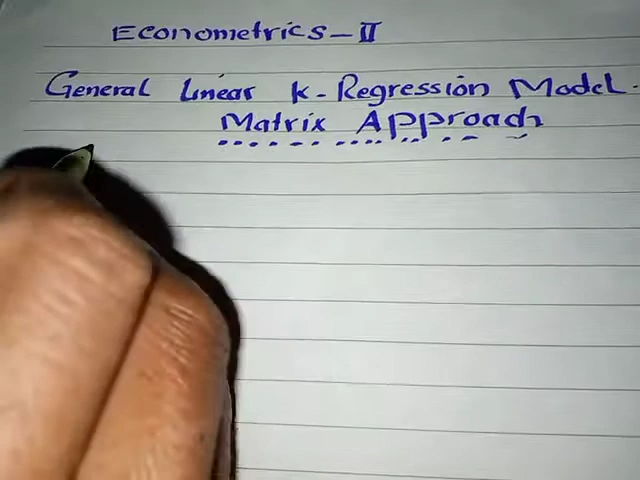 Econometrics-II
General Linear K-Regression Model.
Matrix Approach